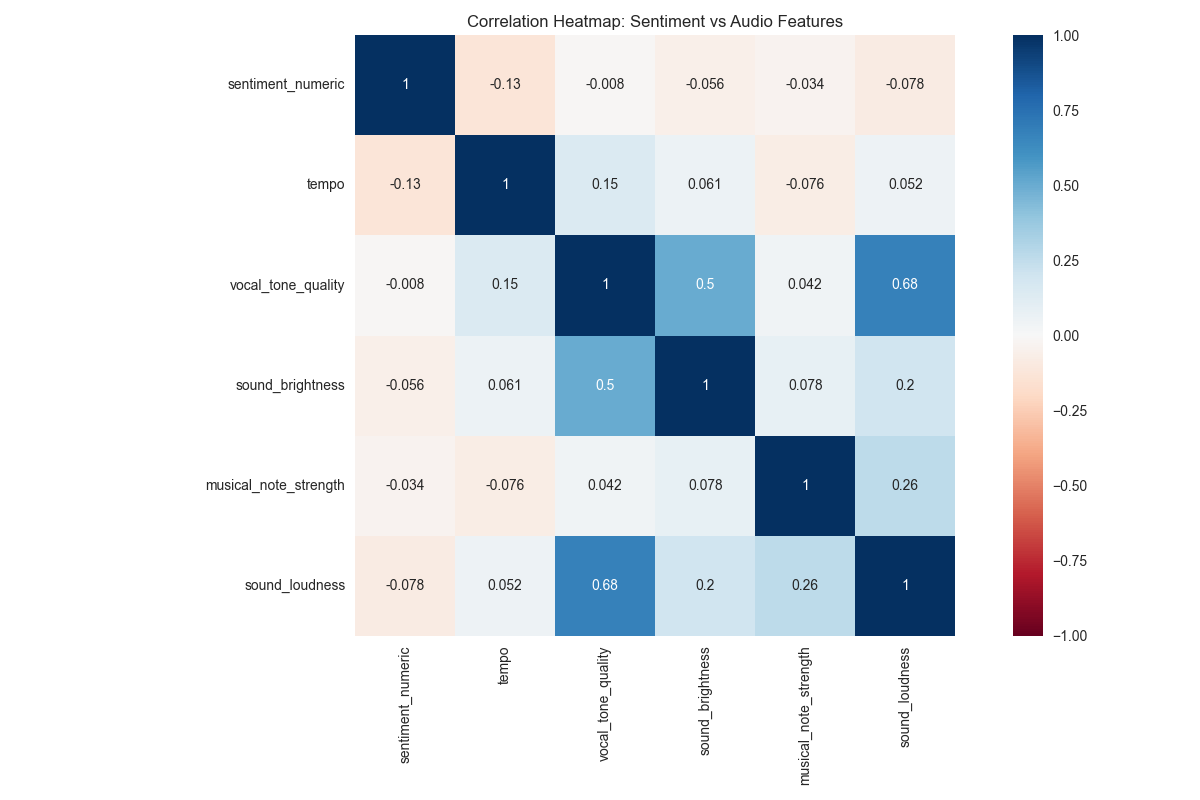 Correlation Heatmap: Sentiment vs Audio Features
sentiment_numeric 1 -0.13 -0.008 -0.056 -0.034 -0.078
tempo -0.13 1 0.15 0.061 -0.076 0.052
vocal_tone_quality -0.008 0.15 1 0.5 0.042 0.68
sound_brightness -0.056 0.061 0.5 1 0.078 0.2
musical_note_strength -0.034 -0.076 0.042 0.078 1 0.26
sound_loudness -0.078 0.052 0.68 0.2 0.26 1
sentiment_numeric
tempo
vocal_tone_quality
sound_brightness
musical_note_strength
sound_loudness
1.00
0.75
0.50
0.25
0.00
−0.25
−0.50
−0.75
−1.00